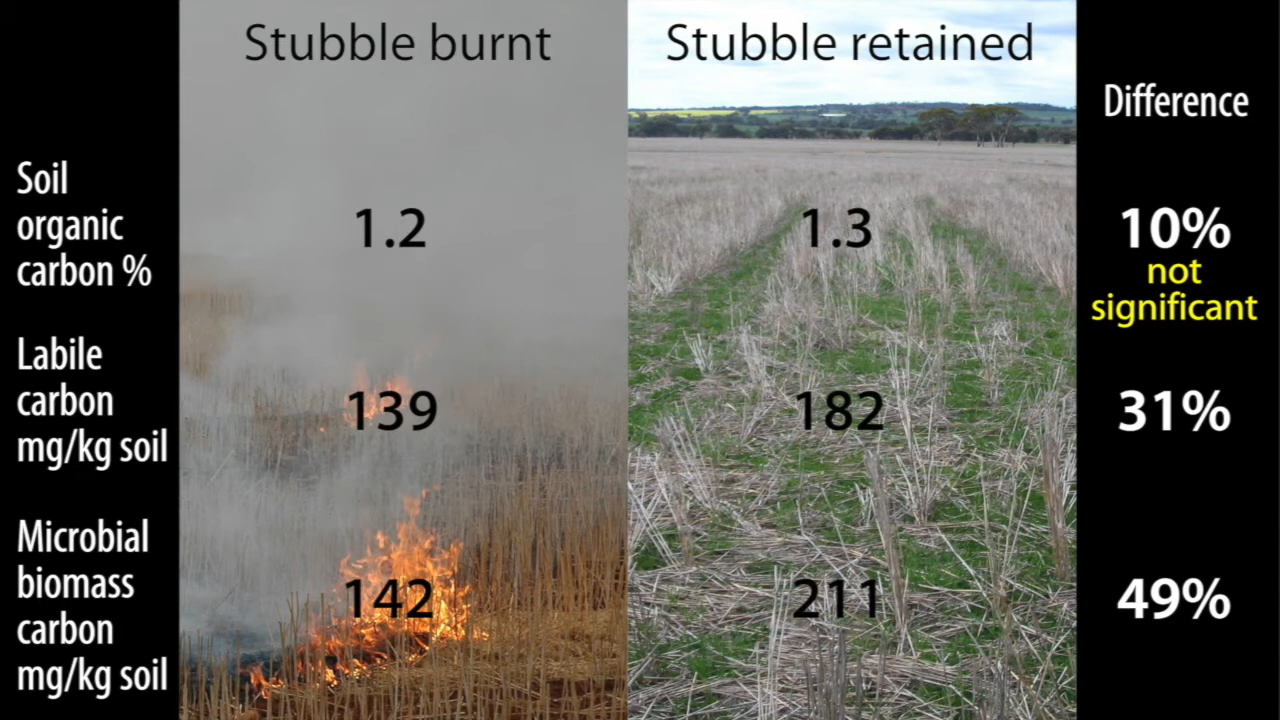 Stubble burnt
Stubble retained
Difference
Soil
organic
carbon %
1.2
1.3
10%
not
significant
Labile
carbon
mg/kg soil
139
182
31%
Microbial
biomass
carbon
mg/kg soil
142
211
49%